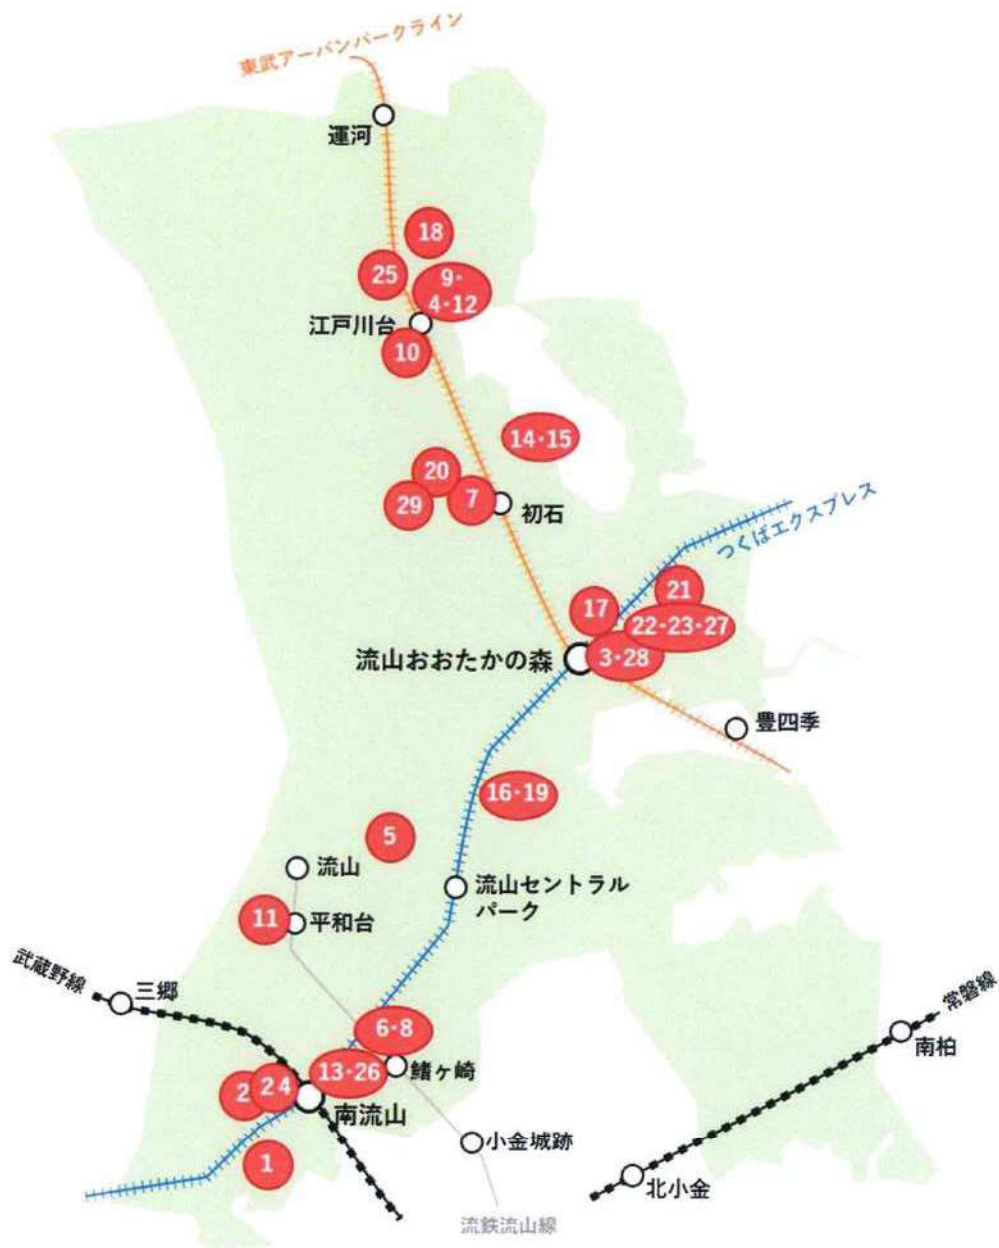 東武アーバンパークライン
運河
18
25
9・
4・12
江戸川台
10
14・15
20
29
7
初石
つくばエクスプレス
21
17
22・23・27
流山おおたかの森
3・28
豊四季
16・19
5
流山
流山セントラル
パーク
11
平和台
武蔵野線
三郷
常磐線
南柏
6・8
13・26
鰭ヶ崎
2
24
南流山
小金城跡
1
北小金
流鉄流山線